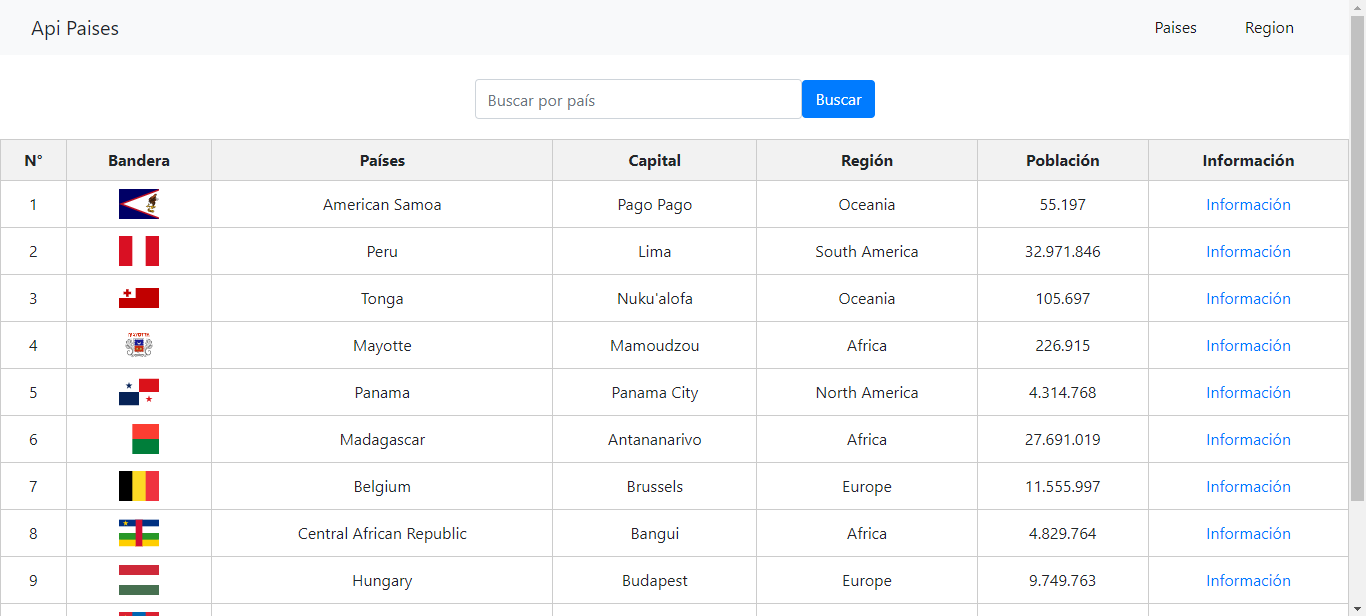 Api Paises Paises Region
Buscar por país Buscar
N° Bandera Países Capital Región Población Información
1 American Samoa Pago Pago Oceania 55.197 Información
2 Peru Lima South America 32.971.846 Información
3 Tonga Nuku'alofa Oceania 105.697 Información
4 Mayotte Mamoudzou Africa 226.915 Información
5 Panama Panama City North America 4.314.768 Información
6 Madagascar Antananarivo Africa 27.691.019 Información
7 Belgium Brussels Europe 11.555.997 Información
8 Central African Republic Bangui Africa 4.829.764 Información
9 Hungary Budapest Europe 9.749.763 Información